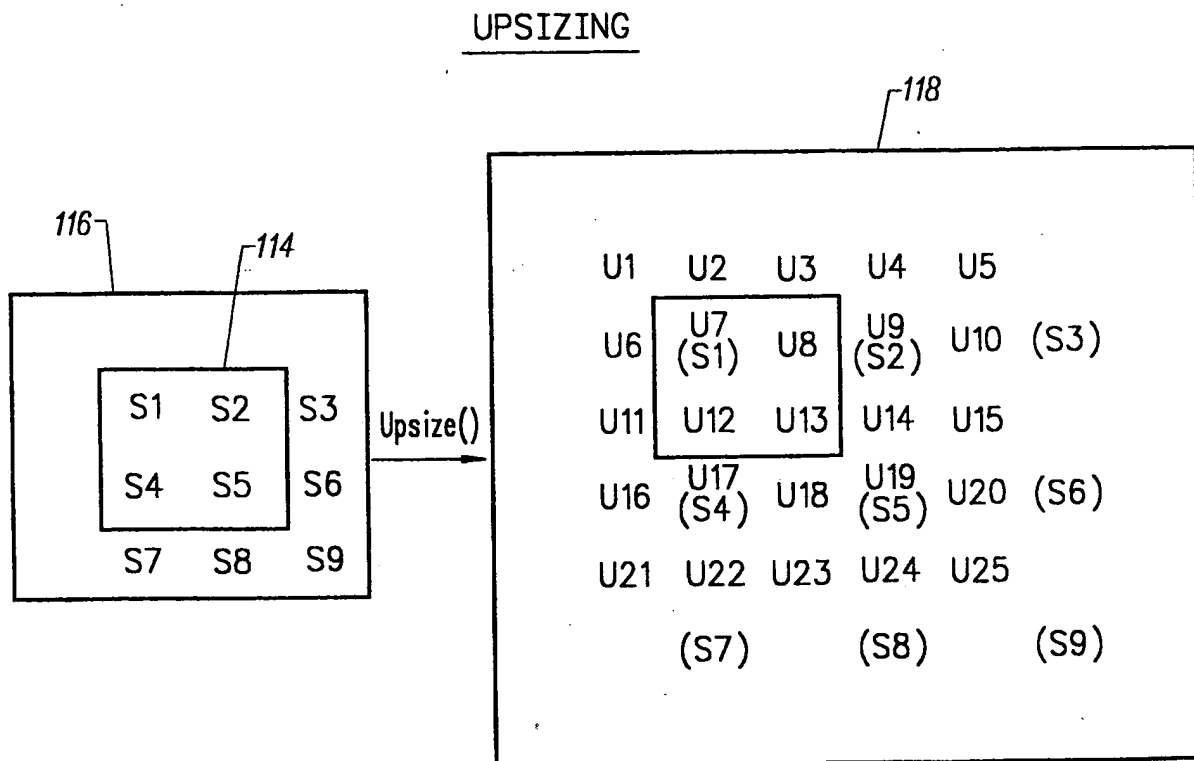 UPSIZING
118
116
114
U1 U2 U3 U4 U5
U6 U7 U8 U9 U10 (S3)
(S1) (S2)
S1 S2 S3
Upsize()
U11 U12 U13 U14 U15
S4 S5 S6
U16 U17 U18 U19 U20 (S6)
(S4) (S5)
S7 S8 S9
U21 U22 U23 U24 U25
(S7) (S8) (S9)